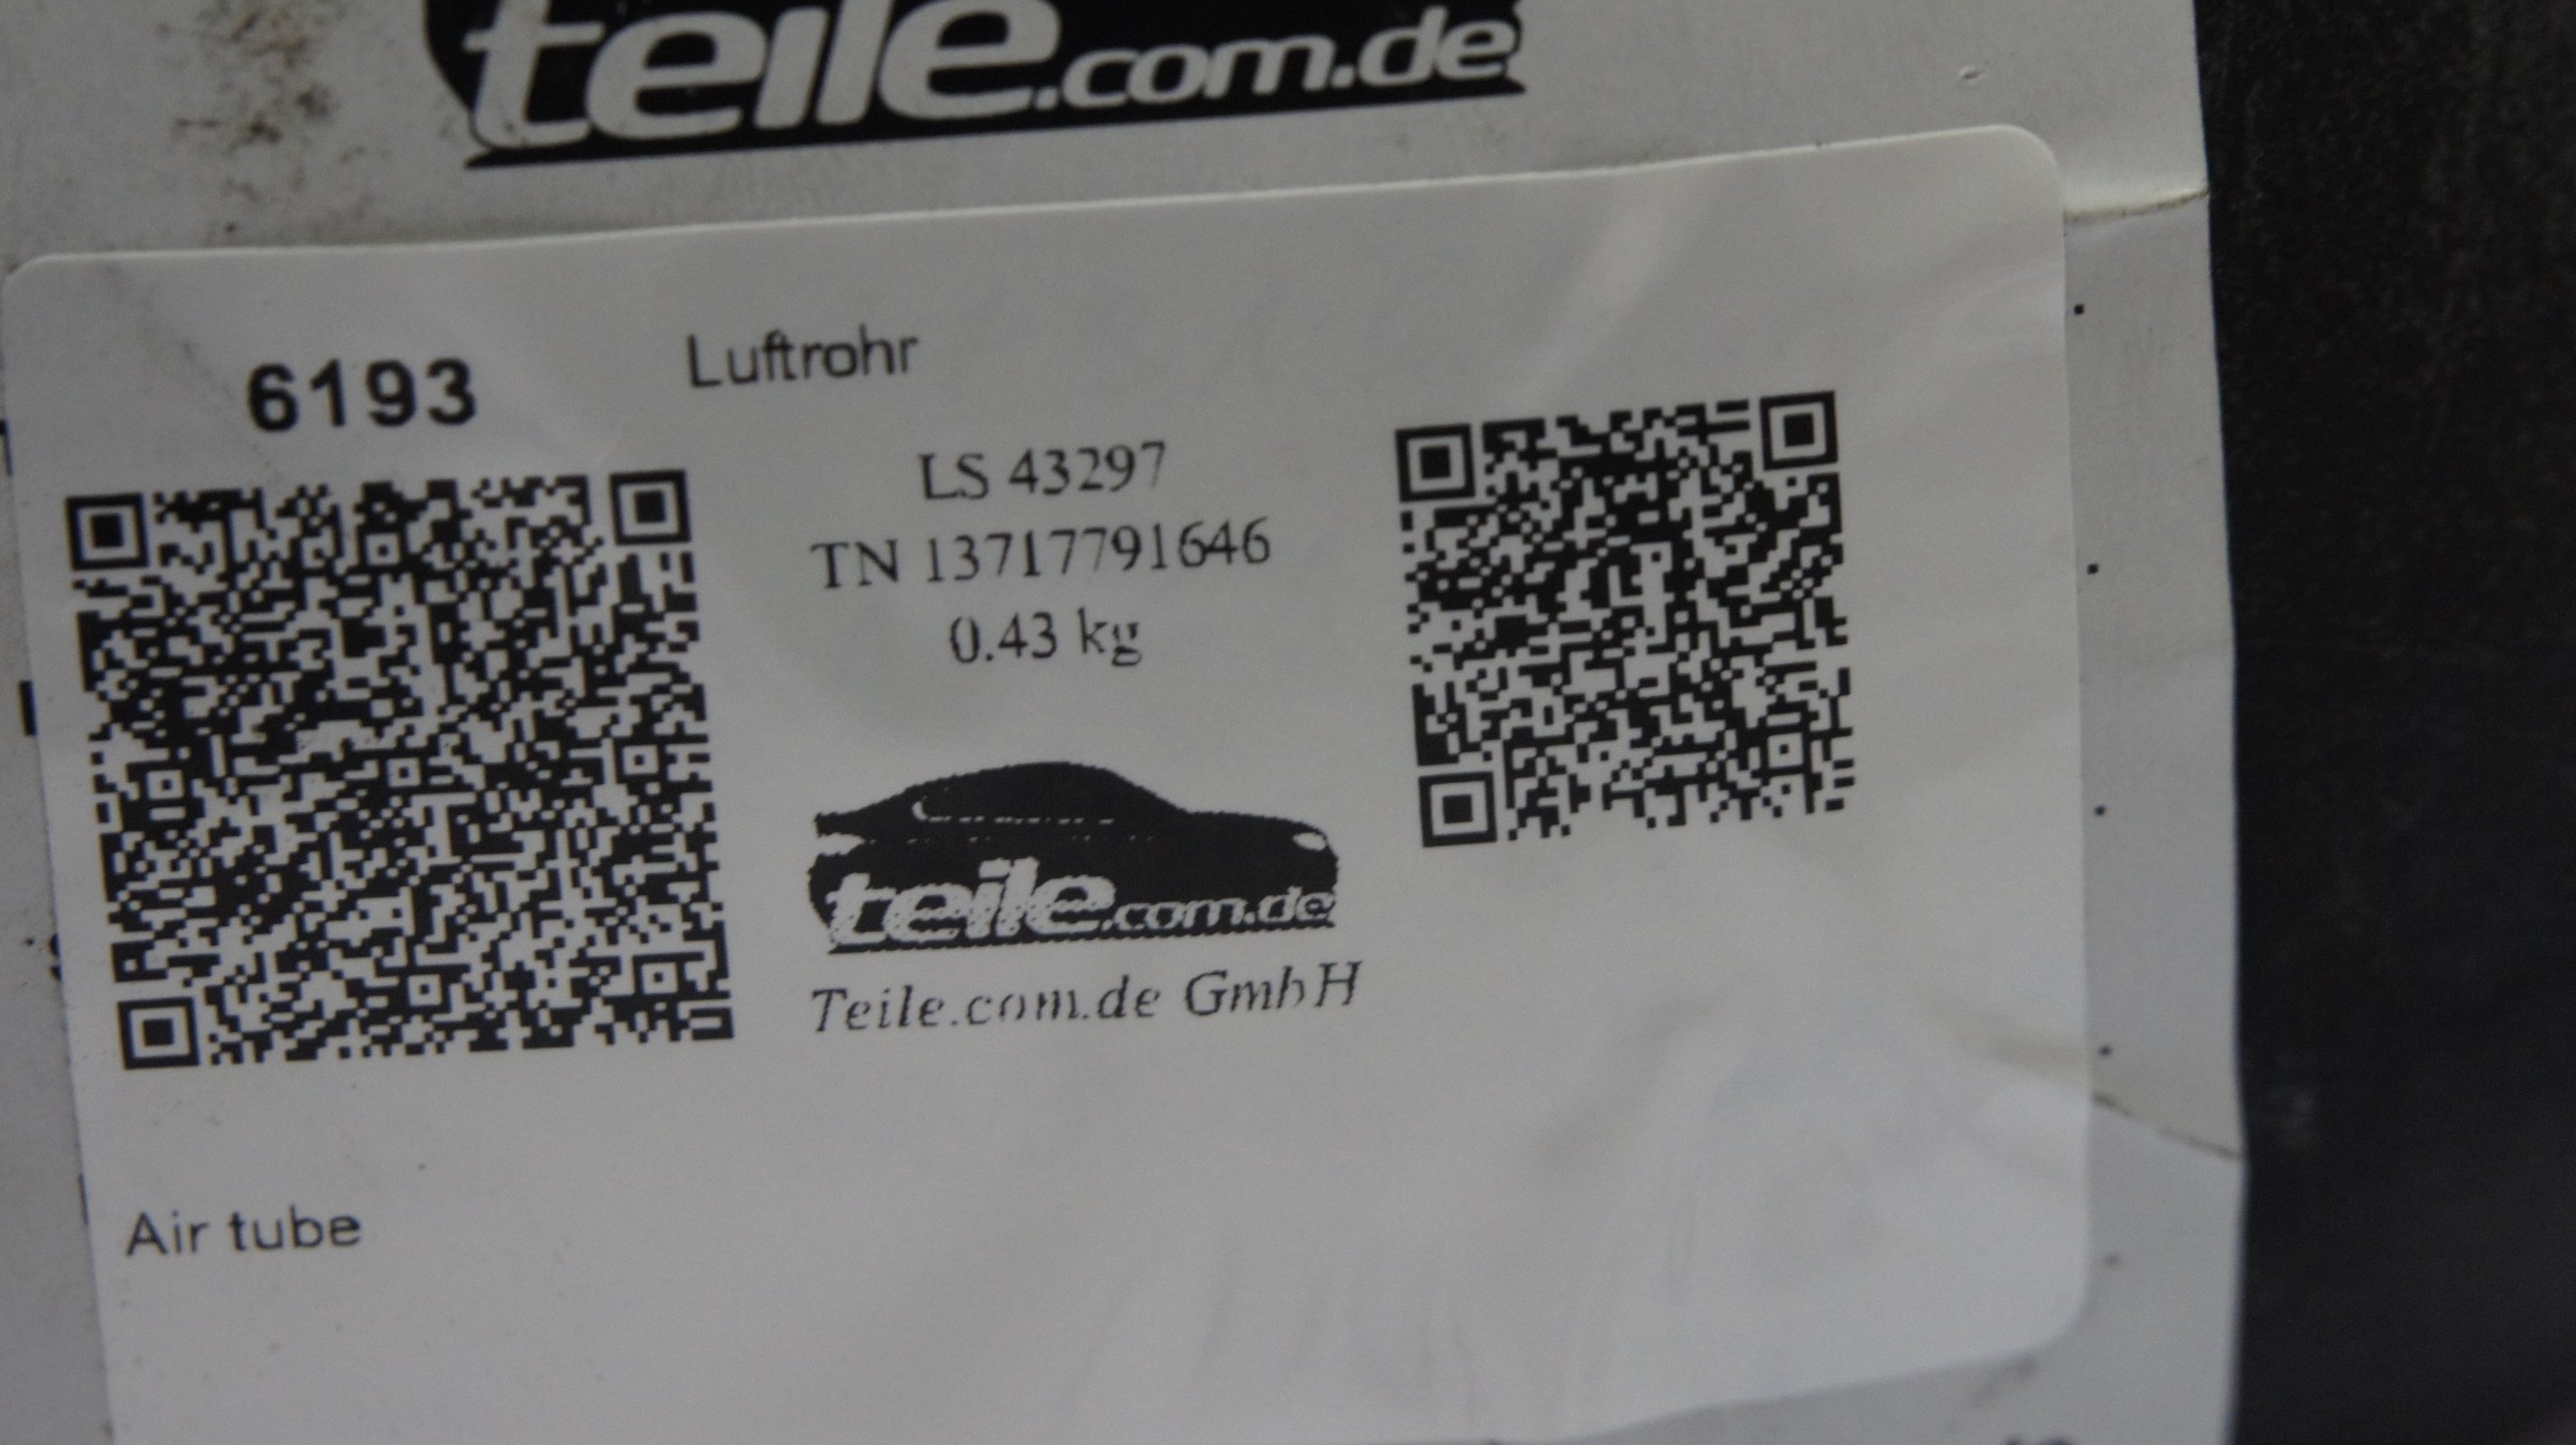 teile.com.de
6193
Luftrohr
LS 43297
TN 13717791646
0.43 kg
teile.com.de
Teile.com.de GmbH
Air tube